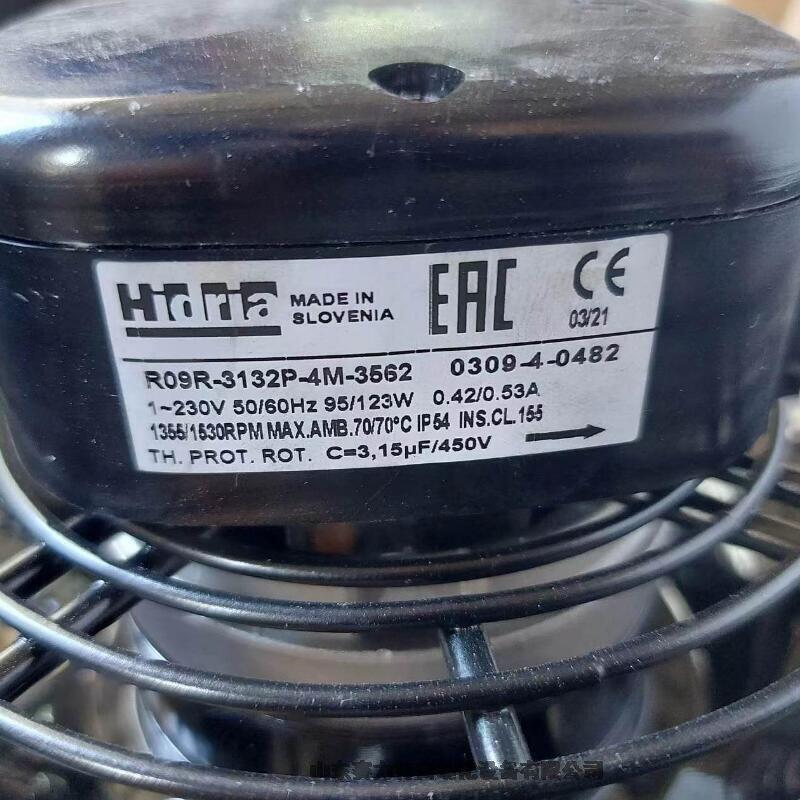 Hidria MADE IN SLOVENIA EAC CE
03/21
R09R-3132P-4M-3562 0309-4-0482
1~230V 50/60Hz 95/123W 0.42/0.53A
1355/1530RPM MAX.AMB.70/70°C IP54 INS.CL.155
TH. PROT. ROT. C=3,15µF/450V